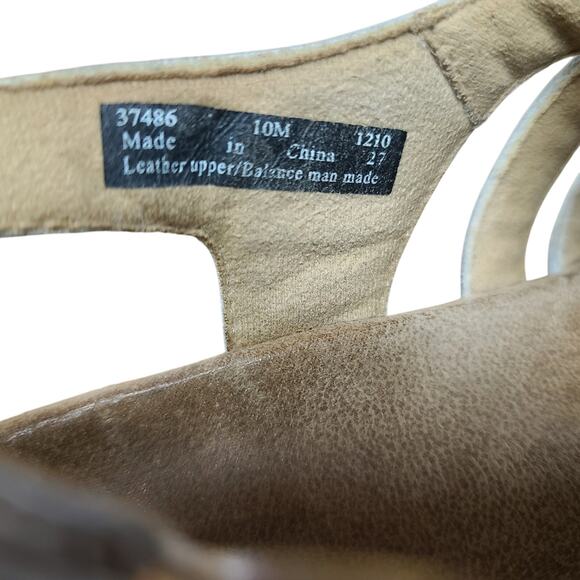 37486 10M 1210
Made in China 27
Leather upper/Balance man made